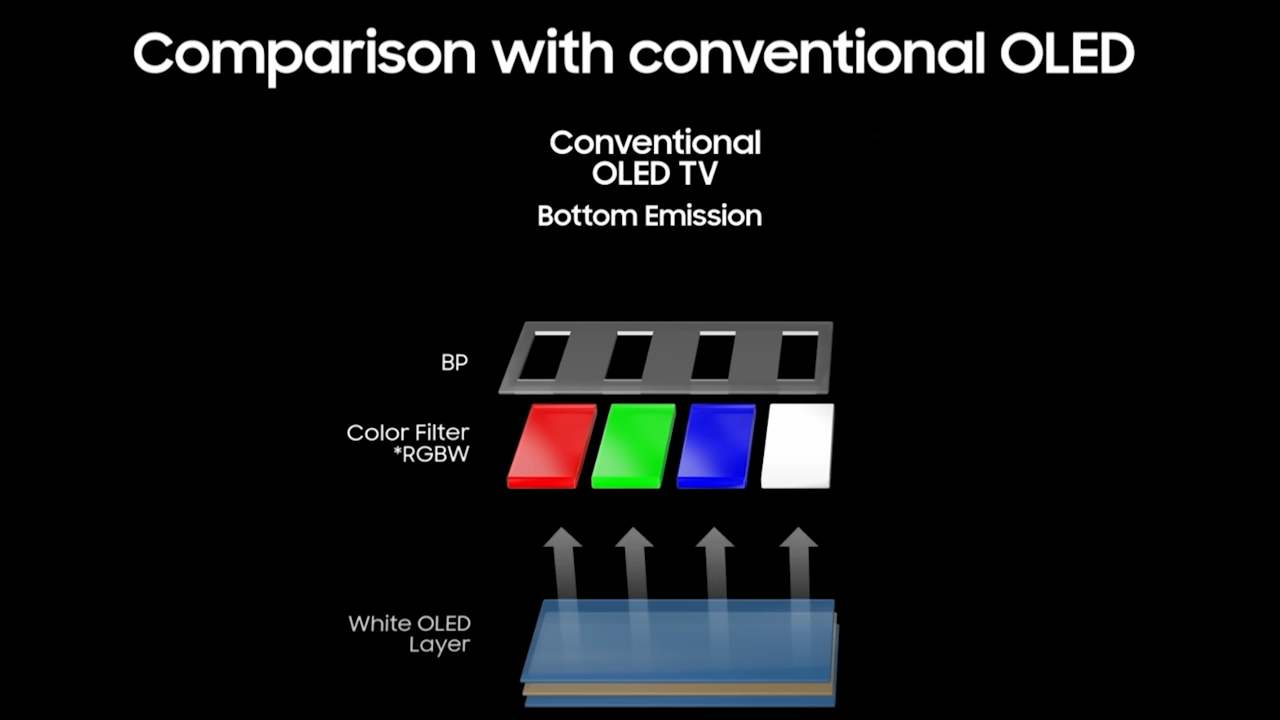 Comparison with conventional OLED
Conventional
OLED TV
Bottom Emission
BP
Color Filter
*RGBW
White OLED
Layer